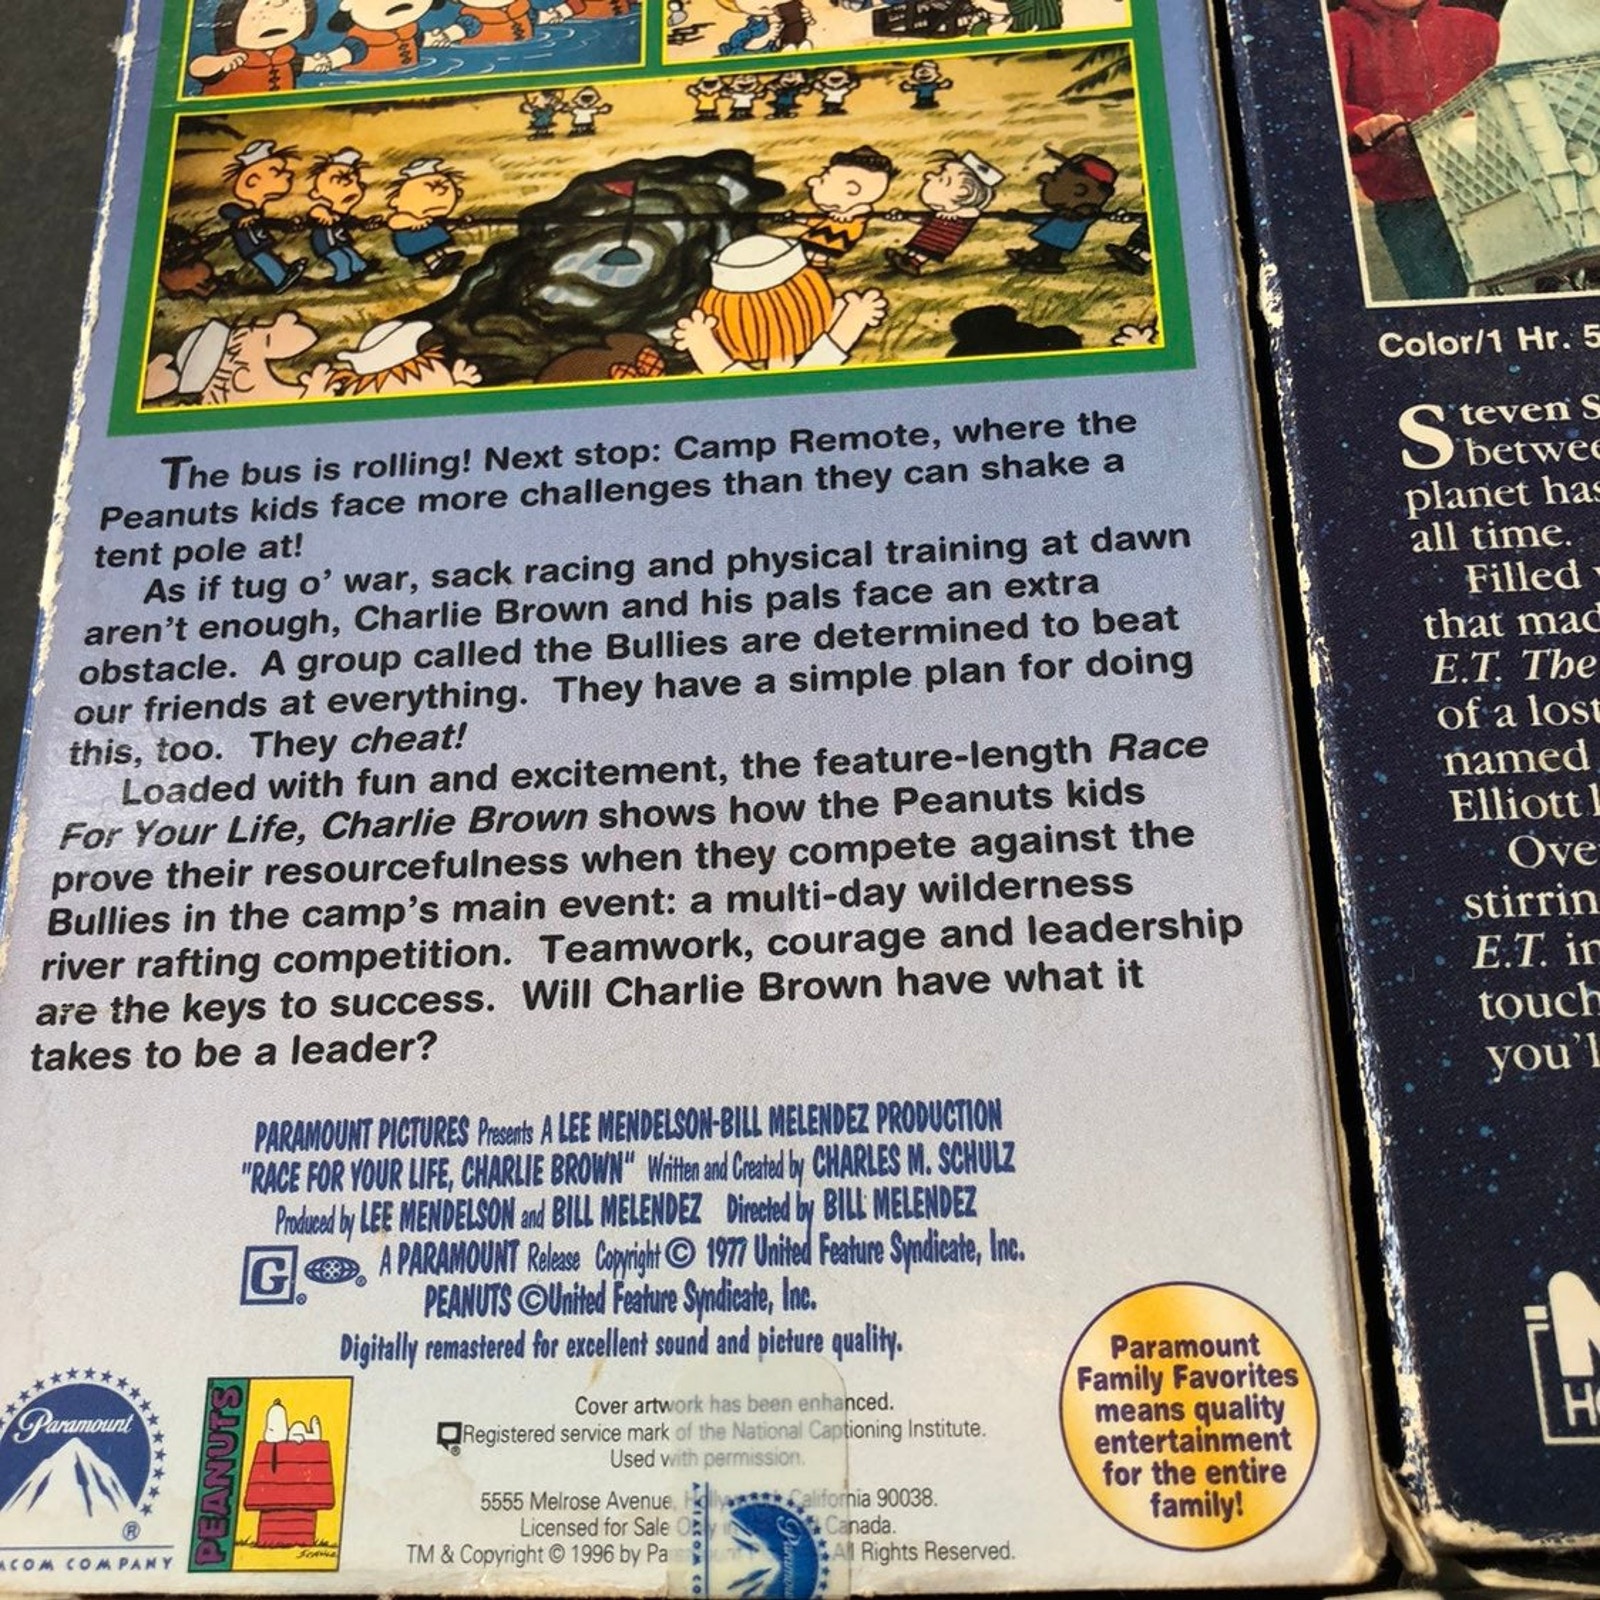 The bus is rolling! Next stop: Camp Remote, where the
Peanuts kids face more challenges than they can shake a
tent pole at!
As if tug o' war, sack racing and physical training at dawn
aren't enough, Charlie Brown and his pals face an extra
obstacle. A group called the Bullies are determined to beat
our friends at everything. They have a simple plan for doing
this, too. They cheat!
Loaded with fun and excitement, the feature-length Race
For Your Life, Charlie Brown shows how the Peanuts kids
prove their resourcefulness when they compete against the
Bullies in the camp's main event: a multi-day wilderness
river rafting competition. Teamwork, courage and leadership
are the keys to success. Will Charlie Brown have what it
takes to be a leader?
PARAMOUNT PICTURES Presents A LEE MENDELSON-BILL MELENDEZ PRODUCTION
"RACE FOR YOUR LIFE, CHARLIE BROWN" Written and Created by CHARLES M. SCHULZ
Produced by LEE MENDELSON and BILL MELENDEZ Directed by BILL MELENDEZ
G® A PARAMOUNT Release Copyright © 1977 United Feature Syndicate, Inc.
PEANUTS © United Feature Syndicate, Inc.
Digitally remastered for excellent sound and picture quality.
Paramount
®
ACOM COMPANY
PEANUTS
SCHULZ
Cover artwork has been enhanced.
Registered service mark of the National Captioning Institute.
Used with permission.
5555 Melrose Avenue, Hollywood, California 90038.
Licensed for Sale Only in Canada.
TM & Copyright © 1996 by Pa All Rights Reserved.
Paramount
Paramount
Family Favorites
means quality
entertainment
for the entire
family!
Color/1 Hr. 5
Steven S
betwee
planet has
all time.
Filled
that mad
E.T. The
of a lost
named
Elliott
Over
stirrin
E.T. in
touch
you'l